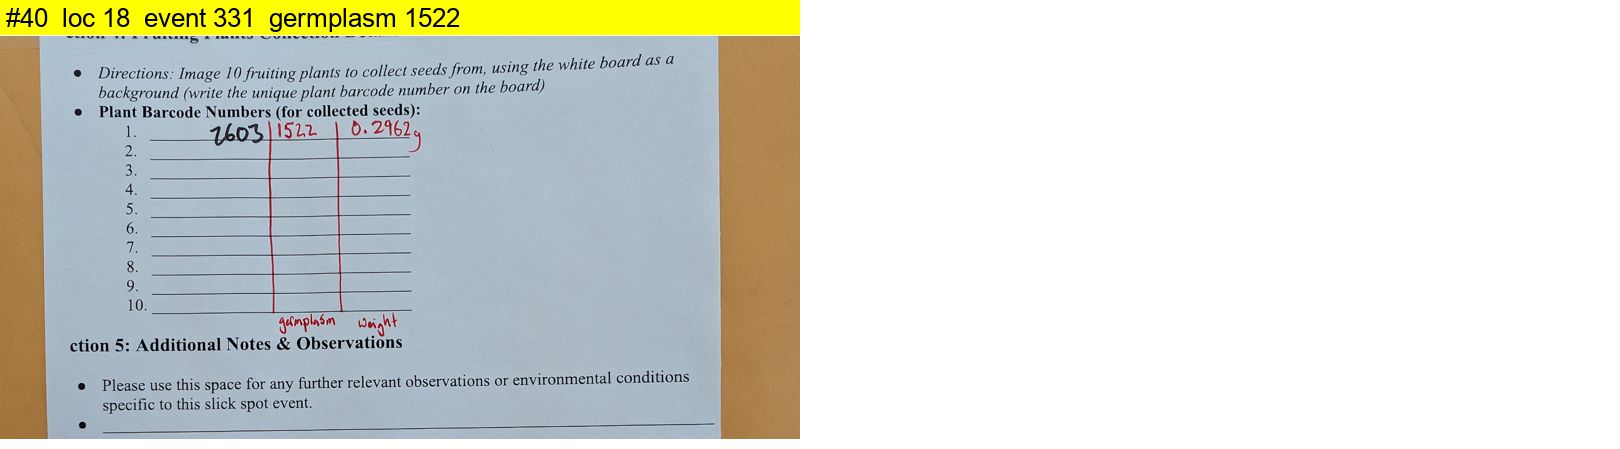 #40 loc 18 event 331 germplasm 1522
• Directions: Image 10 fruiting plants to collect seeds from, using the white board as a
background (write the unique plant barcode number on the board)
• Plant Barcode Numbers (for collected seeds):
1. 2603 | 1522 | 0.2962g
2.
3.
4.
5.
6.
7.
8.
9.
10.
germplasm weight
ction 5: Additional Notes & Observations
• Please use this space for any further relevant observations or environmental conditions
specific to this slick spot event.
•